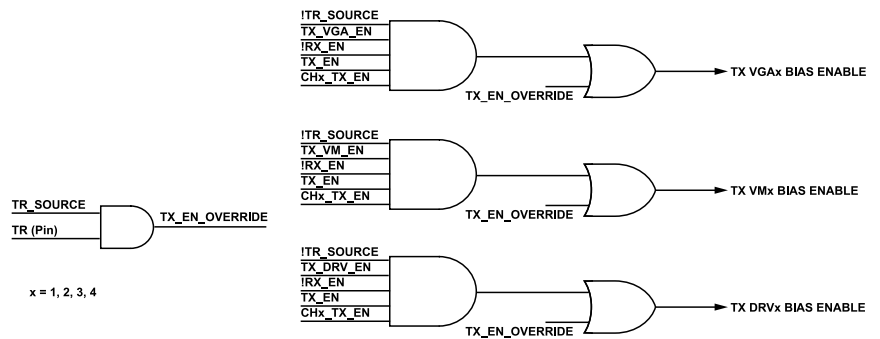 TR_SOURCE
TR (Pin)
TX_EN_OVERRIDE
x = 1, 2, 3, 4
!TR_SOURCE
TX_VGA_EN
!RX_EN
TX_EN
CHx_TX_EN
TX_EN_OVERRIDE
TX VGAx BIAS ENABLE
!TR_SOURCE
TX_VM_EN
!RX_EN
TX_EN
CHx_TX_EN
TX_EN_OVERRIDE
TX VMx BIAS ENABLE
!TR_SOURCE
TX_DRV_EN
!RX_EN
TX_EN
CHx_TX_EN
TX_EN_OVERRIDE
TX DRVx BIAS ENABLE